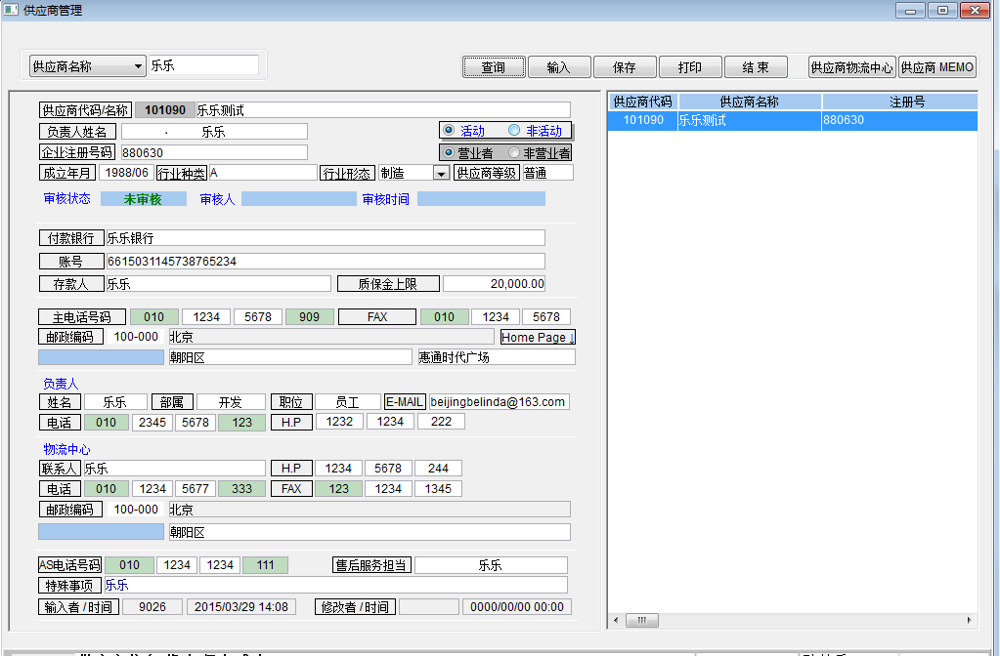 供应商管理
供应商名称 乐乐 查询 输入 保存 打印 结 束 供应商物流中心 供应商 MEMO
供应商代码/名称 101090 乐乐测试
负责人姓名 · 乐乐 活动 非活动
企业注册号码 880630 营业者 非营业者
成立年月 1988/06 行业种类 A 行业形态 制造 供应商等级 普通
审核状态 未审核 审核人 审核时间
付款银行 乐乐银行
账号 6615031145738765234
存款人 乐乐 质保金上限 20,000.00
主电话号码 010 1234 5678 909 FAX 010 1234 5678
邮政编码 100-000 北京 Home Page ↓
朝阳区 惠通时代广场
负责人
姓名 乐乐 部属 开发 职位 员工 E-MAIL beijingbelinda@163.com
电话 010 2345 5678 123 H.P 1232 1234 222
物流中心
联系人 乐乐 H.P 1234 5678 244
电话 010 1234 5677 333 FAX 123 1234 1345
邮政编码 100-000 北京
朝阳区
AS电话号码 010 1234 1234 111 售后服务担当 乐乐
特殊事项 乐乐
输入者 /时间 9026 2015/03/29 14:08 修改者 /时间 0000/00/00 00:00
供应商代码 供应商名称 注册号
101090 乐乐测试 880630